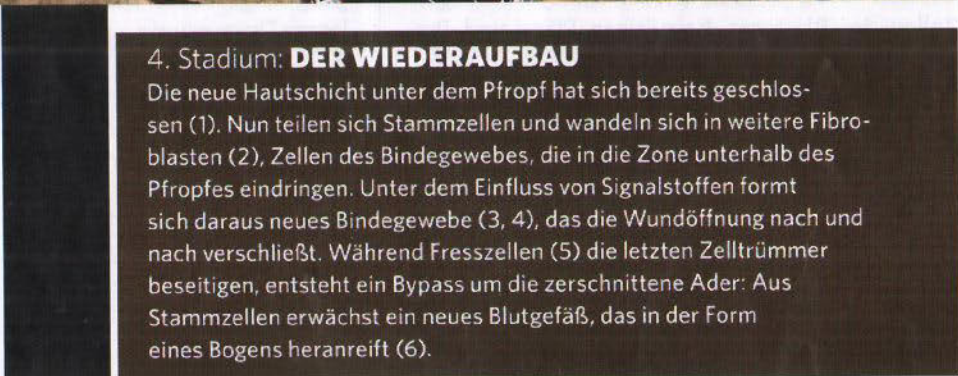 4. Stadium: DER WIEDERAUFBAU
Die neue Hautschicht unter dem Pfropf hat sich bereits geschlos-
sen (1). Nun teilen sich Stammzellen und wandeln sich in weitere Fibro-
blasten (2), Zellen des Bindegewebes, die in die Zone unterhalb des
Pfropfes eindringen. Unter dem Einfluss von Signalstoffen formt
sich daraus neues Bindegewebe (3, 4), das die Wundöffnung nach und
nach verschließt. Während Fresszellen (5) die letzten Zelltrümmer
beseitigen, entsteht ein Bypass um die zerschnittene Ader: Aus
Stammzellen erwächst ein neues Blutgefäß, das in der Form
eines Bogens heranreift (6).